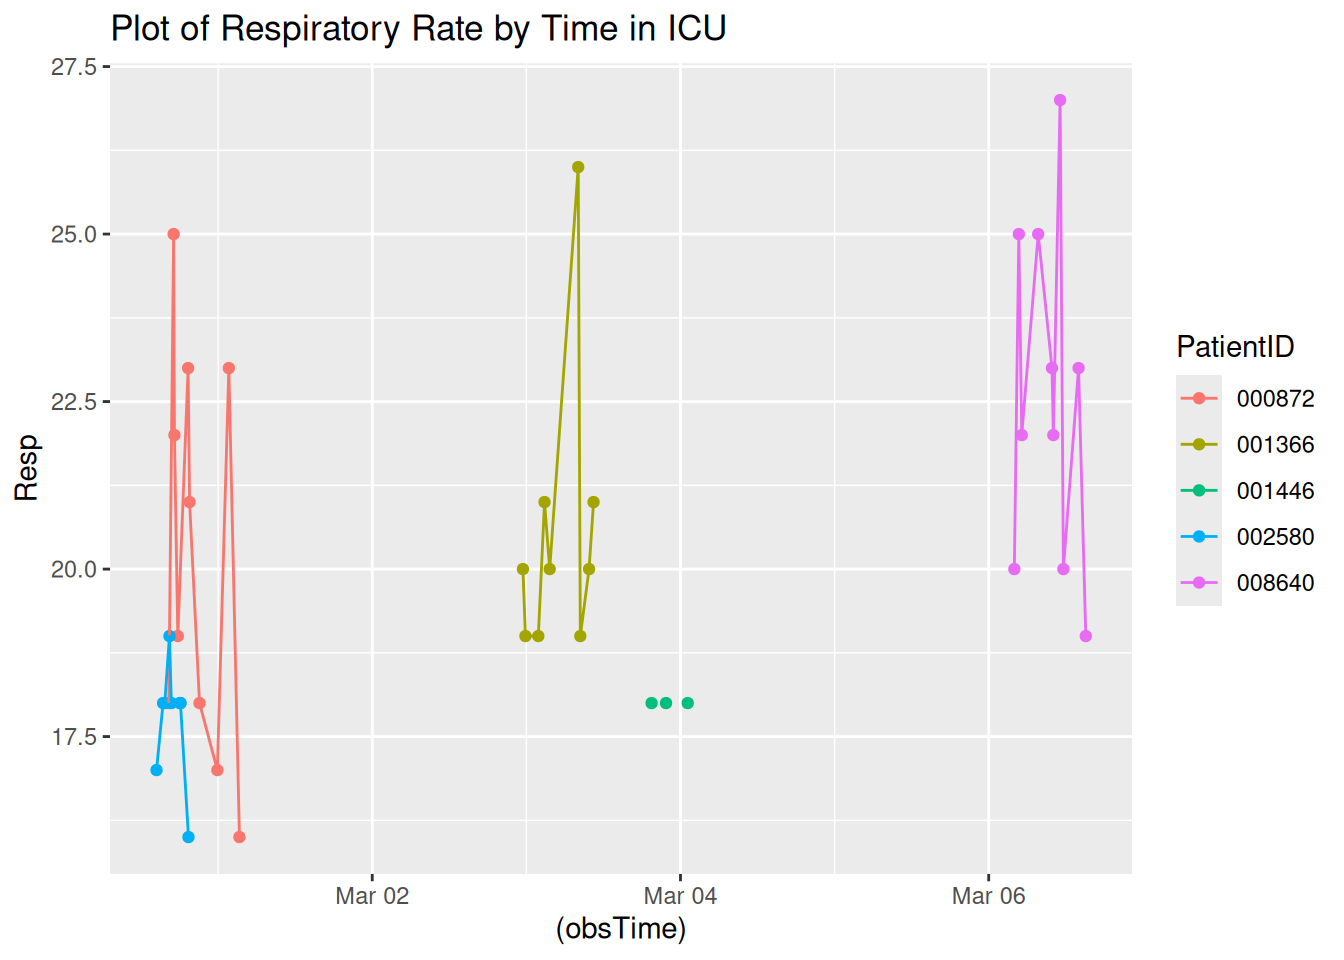 Plot of Respiratory Rate by Time in ICU
27.5
25.0
22.5
20.0
17.5
Resp
Mar 02
Mar 04
Mar 06
(obsTime)
PatientID
000872
001366
001446
002580
008640